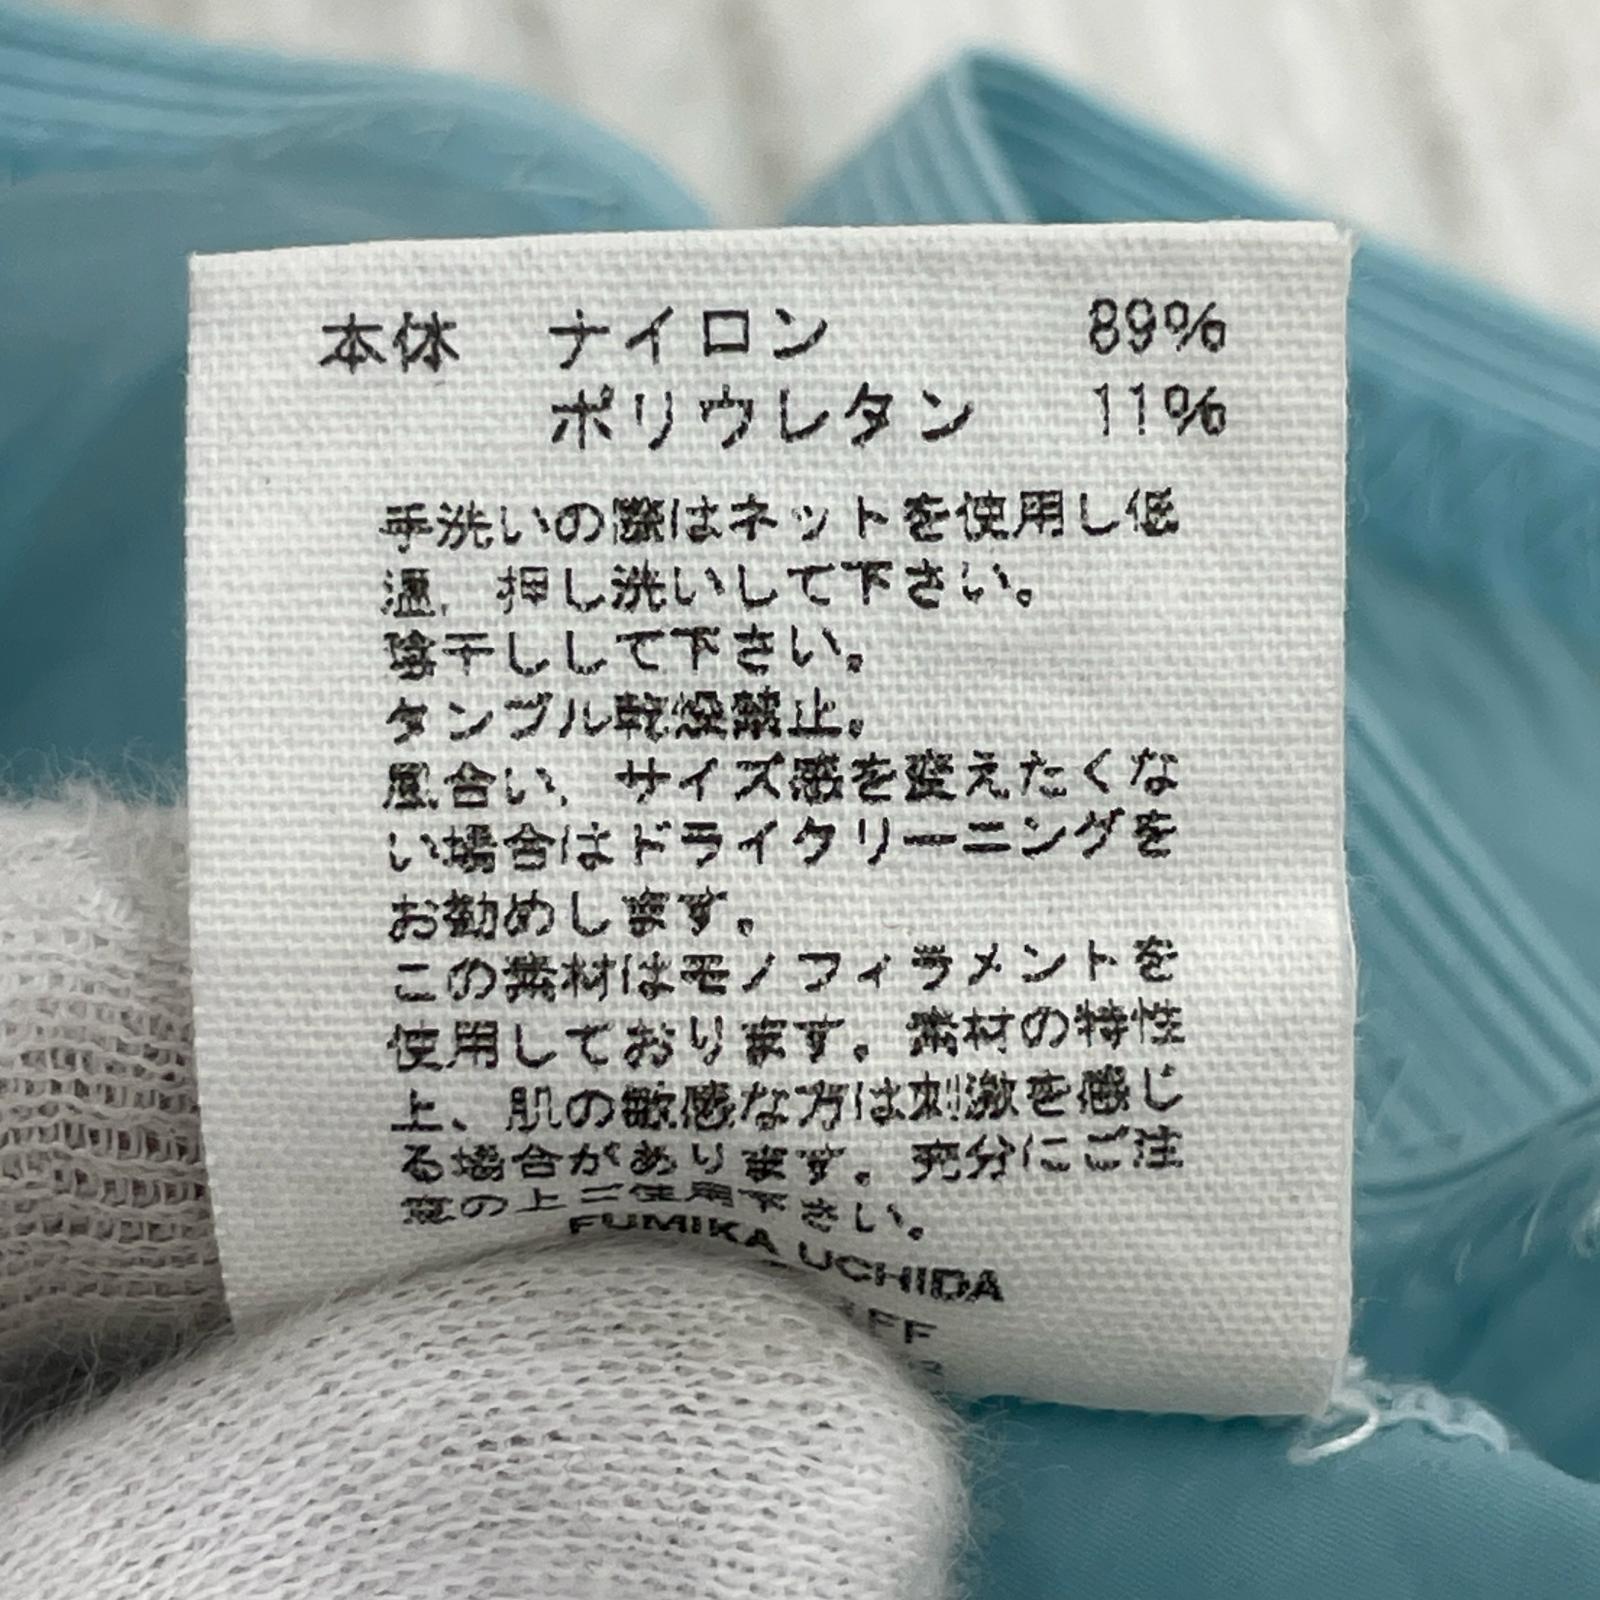 本体 ナイロン 89%
ポリウレタン 11%
手洗いの際はネットを使用し低
温、押し洗いして下さい。
陰干しして下さい。
タンブル乾燥禁止。
風合い、サイズ感を変えたくな
い場合はドライクリーニングを
お勧めします。
この素材はモノフィラメントを
使用しております。素材の特性
上、肌の敏感な方は刺激を感じ
る場合があります。充分にご注
意の上ご使用下さい。
FUMIKA_UCHIDA